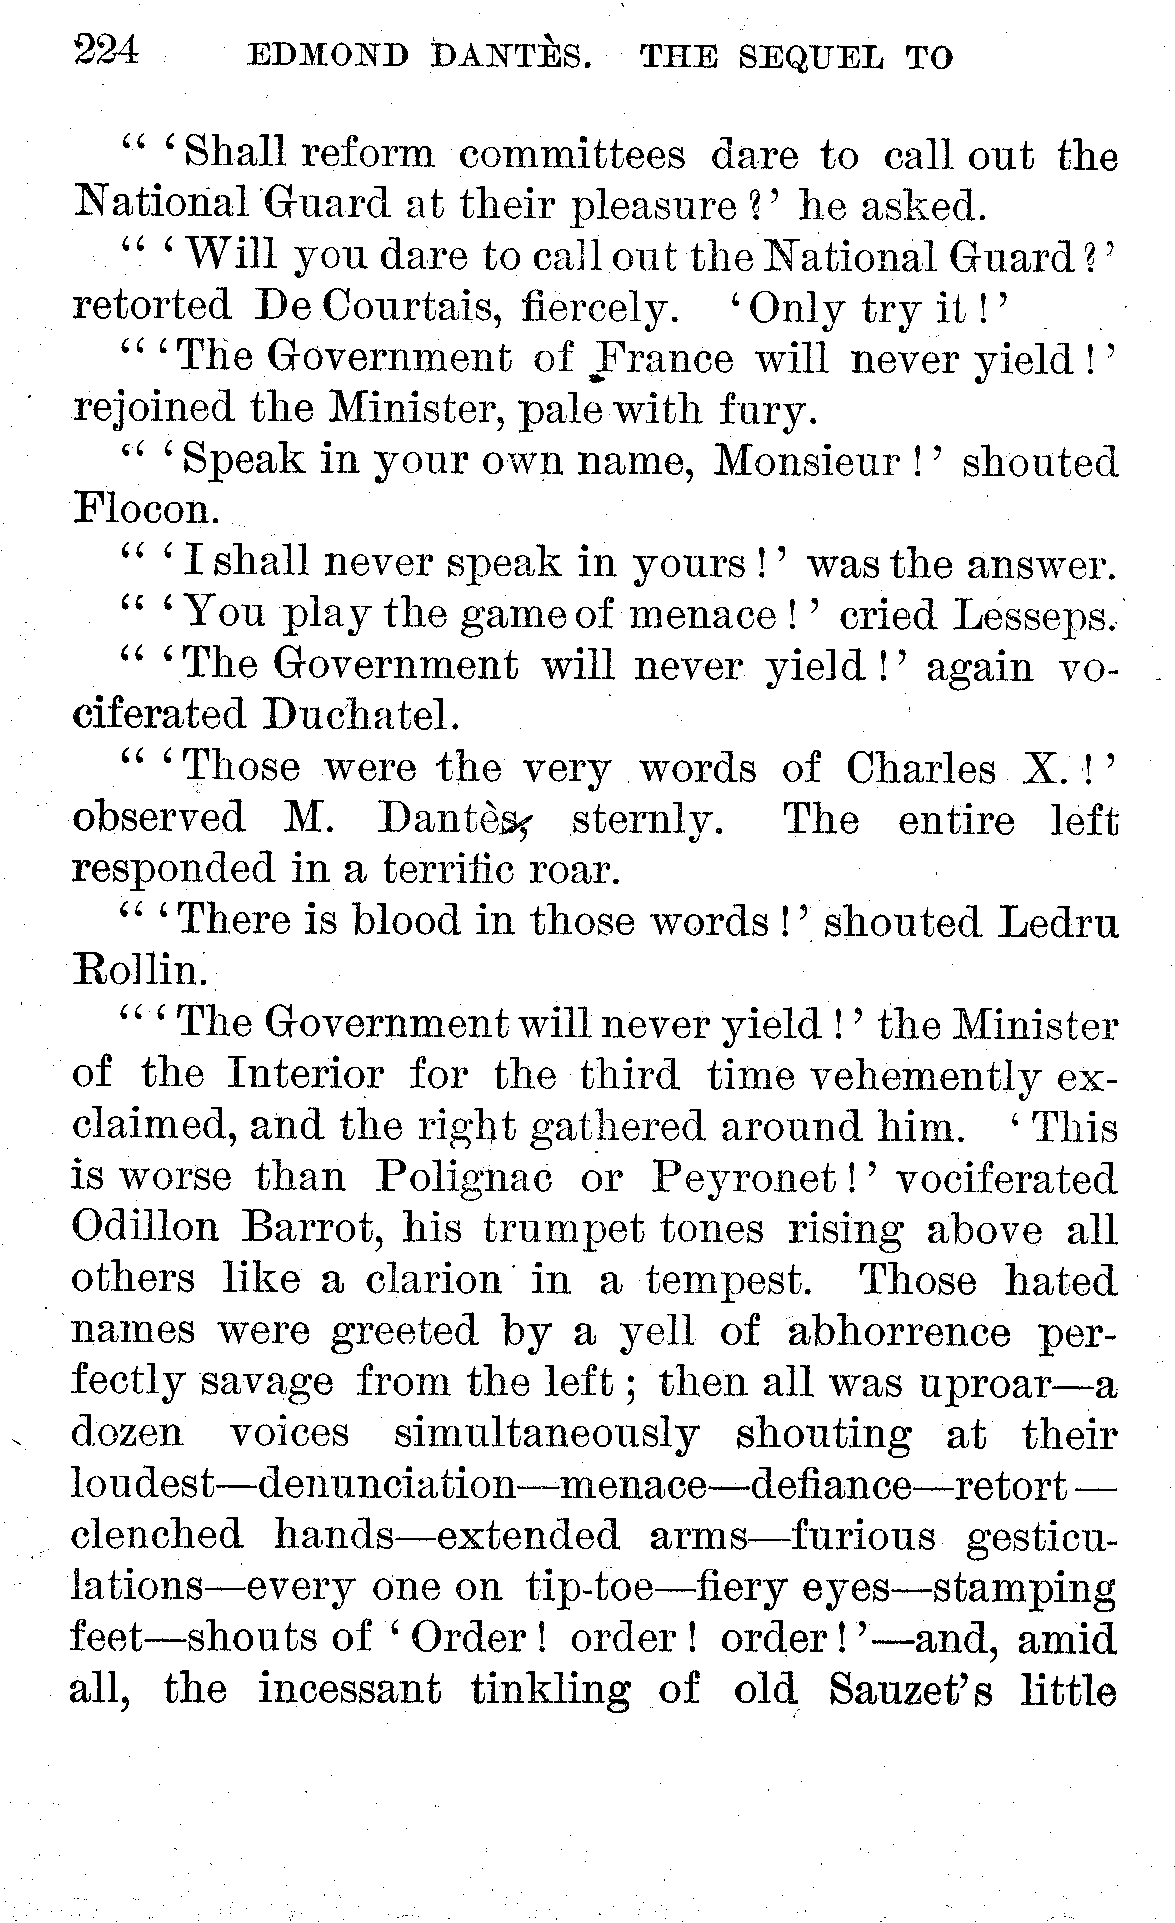 224 EDMOND DANTÈS. THE SEQUEL TO
“ ‘Shall reform committees dare to call out the
National Guard at their pleasure?’ he asked.
“ ‘Will you dare to call out the National Guard?’
retorted De Courtais, fiercely. ‘Only try it!’
“ ‘The Government of France will never yield!’
rejoined the Minister, pale with fury.
“ ‘Speak in your own name, Monsieur!’ shouted
Flocon.
“ ‘I shall never speak in yours!’ was the answer.
“ ‘You play the game of menace!’ cried Lesseps.
“ ‘The Government will never yield!’ again vo-
ciferated Duchatel.
“ ‘Those were the very words of Charles X.!’
observed M. Dantès, sternly. The entire left
responded in a terrific roar.
“ ‘There is blood in those words!’ shouted Ledru
Rollin.
“ ‘The Government will never yield!’ the Minister
of the Interior for the third time vehemently ex-
claimed, and the right gathered around him. ‘This
is worse than Polignac or Peyronet!’ vociferated
Odillon Barrot, his trumpet tones rising above all
others like a clarion in a tempest. Those hated
names were greeted by a yell of abhorrence per-
fectly savage from the left; then all was uproar—a
dozen voices simultaneously shouting at their
loudest—denunciation—menace—defiance—retort—
clenched hands—extended arms—furious gesticu-
lations—every one on tip-toe—fiery eyes—stamping
feet—shouts of ‘Order! order! order!’—and, amid
all, the incessant tinkling of old Sauzet’s little